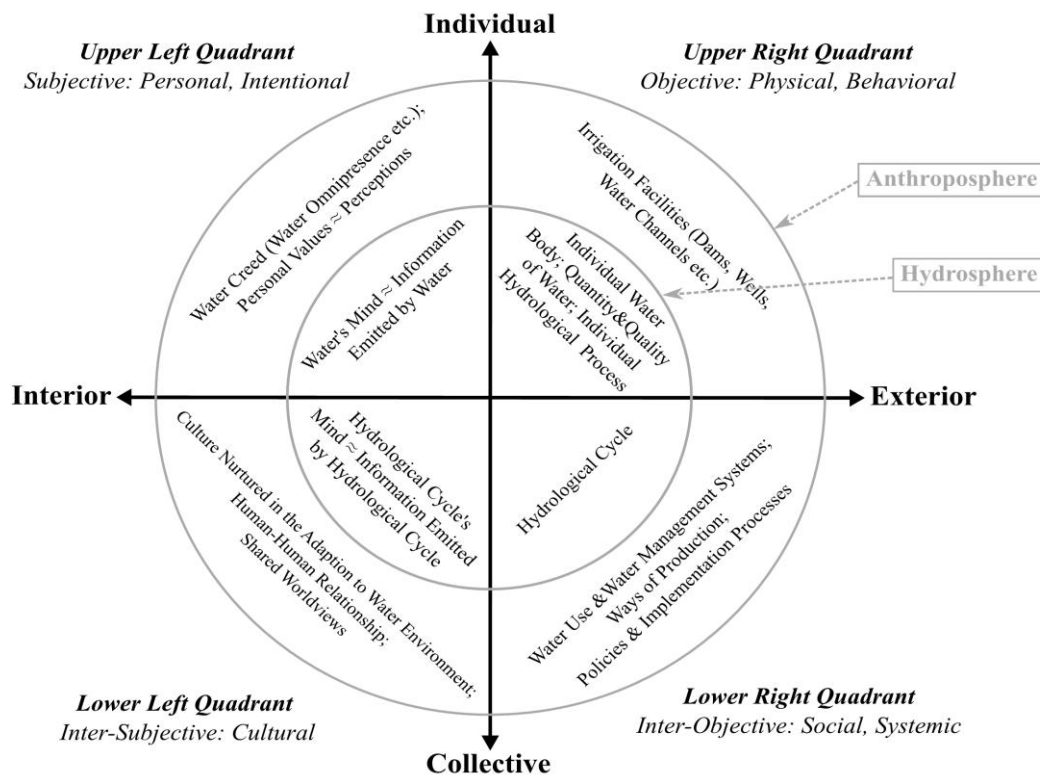 Individual
Upper Left Quadrant
Subjective: Personal, Intentional
Upper Right Quadrant
Objective: Physical, Behavioral
Water Creed (Water Omnipresence etc.);
Personal Values ≈ Perceptions
Water's Mind ≈ Information
Emitted by Water
Irrigation Facilities (Dams, Wells,
Water Channels etc.)
Individual Water
Body; Quantity&Quality
of Water; Individual
Hydrological Process
Anthroposphere
Hydrosphere
Interior
Exterior
Culture Nurtured in the Adaption to Water Environment;
Human-Human Relationship;
Shared Worldviews
Hydrological Cycle's
Mind ≈ Information Emitted
by Hydrological Cycle
Hydrological Cycle
Water Use &Water Management Systems;
Ways of Production;
Policies & Implementation Processes
Lower Left Quadrant
Inter-Subjective: Cultural
Lower Right Quadrant
Inter-Objective: Social, Systemic
Collective